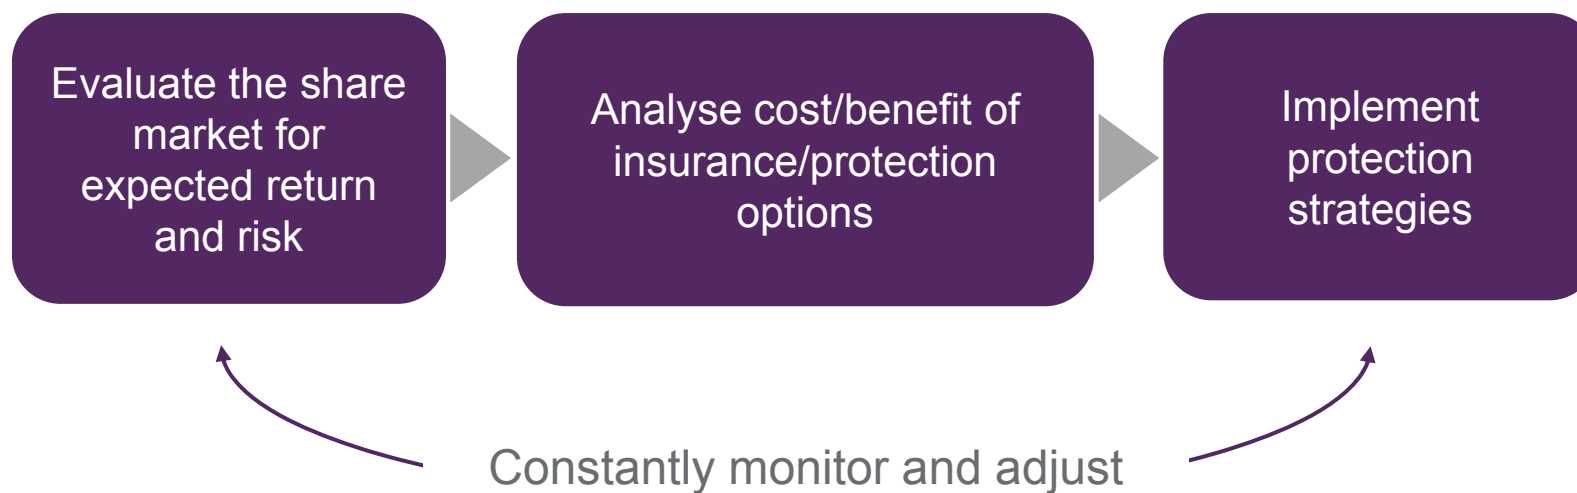 Evaluate the share
market for
expected return
and risk
Analyse cost/benefit of
insurance/protection
options
Implement
protection
strategies
Constantly monitor and adjust